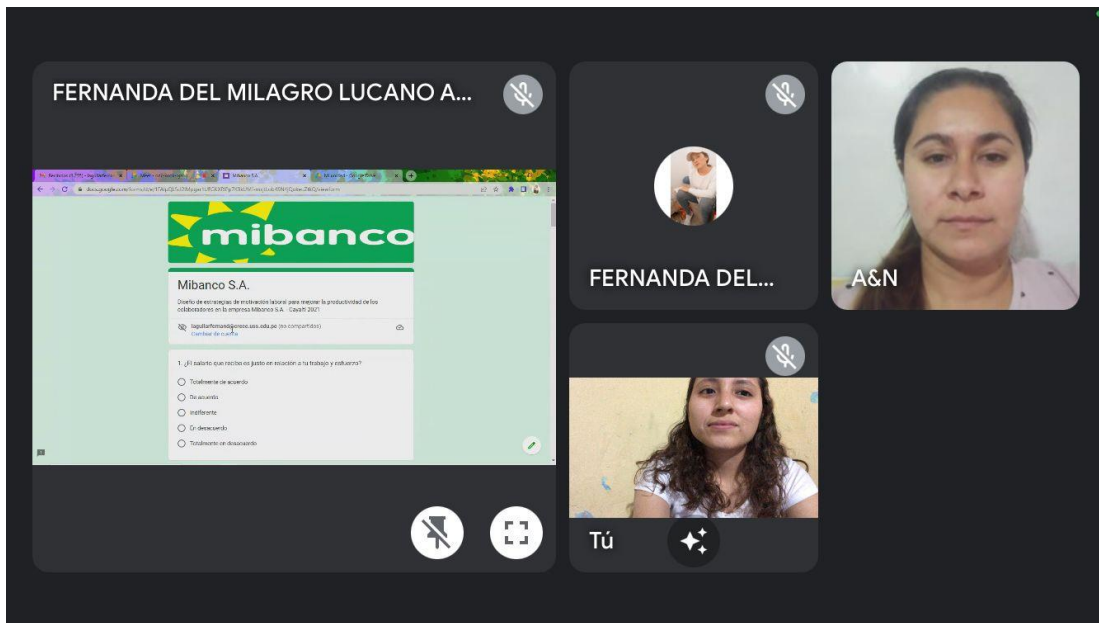 FERNANDA DEL MILAGRO LUCANO A...
Mibanco S.A.
mibanco
Mibanco S.A.
Diseño de estrategias de motivación laboral para mejorar la productividad de los
colaboradores en la empresa Mibanco S.A. - Cayaltí 2021
(no compartidos)
Cambiar de cuenta
1. ¿El salario que recibe es justo en relación a tu trabajo y esfuerzo?
Totalmente de acuerdo
De acuerdo
Indiferente
En desacuerdo
Totalmente en desacuerdo
FERNANDA DEL...
A&N
Tú